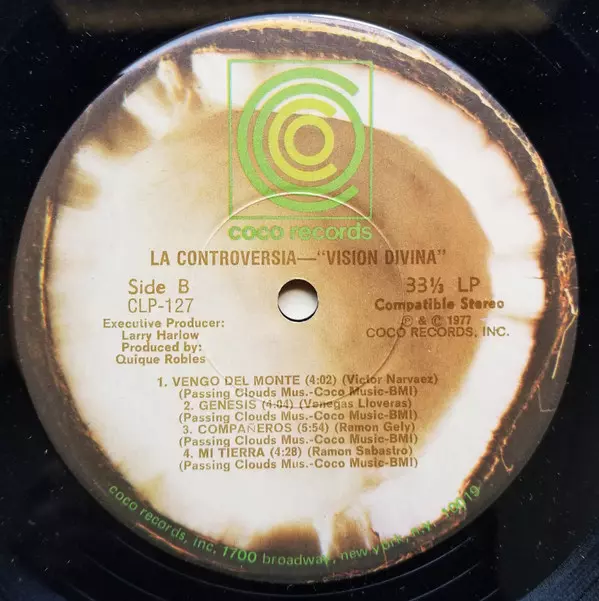 coco records
LA CONTROVERSIA—"VISION DIVINA"
Side B
CLP-127
Executive Producer:
Larry Harlow
Produced by:
Quique Robles
33⅓ LP
Compatible Stereo
Ⓟ & © 1977
COCO RECORDS, INC.
1. VENGO DEL MONTE (4:02) (Victor Narvaez)
(Passing Clouds Mus.-Coco Music-BMI)
2. GENESIS (4:04) (Venegas Lloveras)
(Passing Clouds Mus.-Coco Music-BMI)
3. COMPAÑEROS (5:54) (Ramon Gely)
(Passing Clouds Mus.-Coco Music-BMI)
4. MI TIERRA (4:28) (Ramon Sabastro)
(Passing Clouds Mus.-Coco Music-BMI)
coco records, inc. 1700 broadway, new york, n.y. 10019